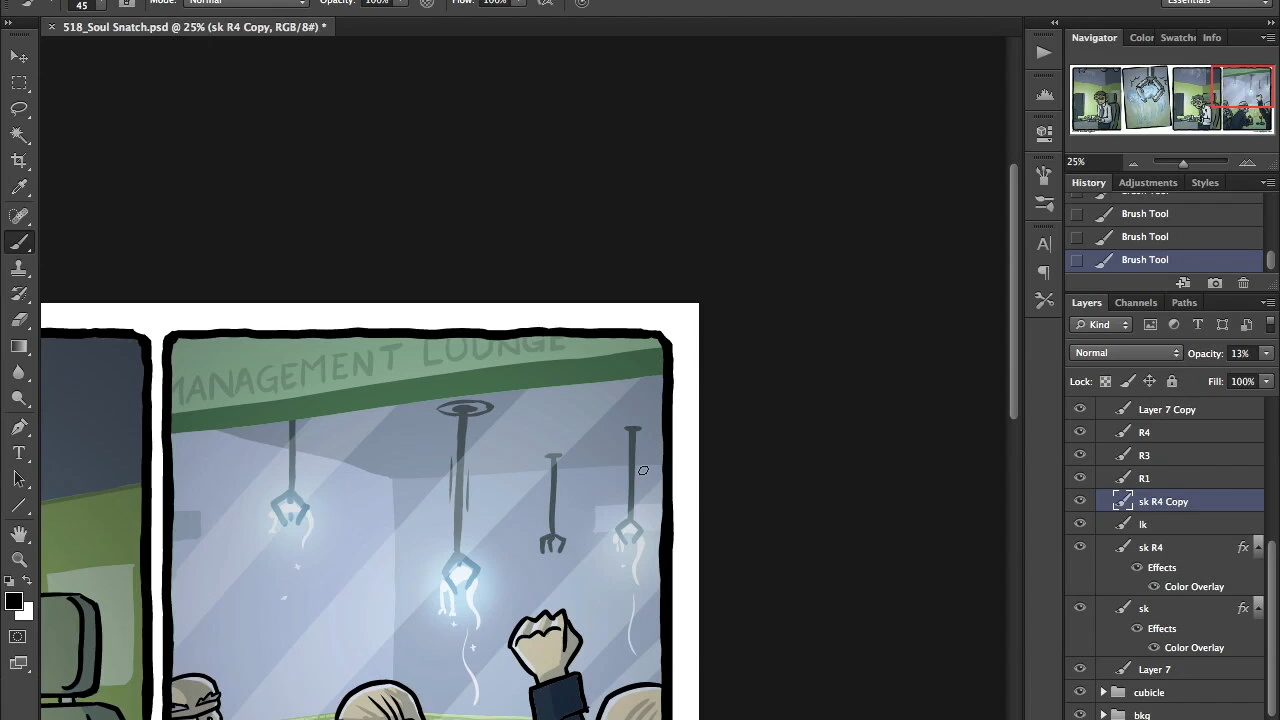 45 Mode: Normal Opacity: 100% Flow: 100% Essentials
518_Soul Snatch.psd @ 25% (sk R4 Copy, RGB/8#) *
Navigator Color Swatche Info
25%
History Adjustments Styles
Brush Tool
Brush Tool
Brush Tool
Layers Channels Paths
Kind
Normal Opacity: 13%
Lock: Fill: 100%
Layer 7 Copy
R4
R3
R1
sk R4 Copy
lk
sk R4 fx
Effects
Color Overlay
sk fx
Effects
Color Overlay
Layer 7
cubicle
bkg
MANAGEMENT LOUNGE